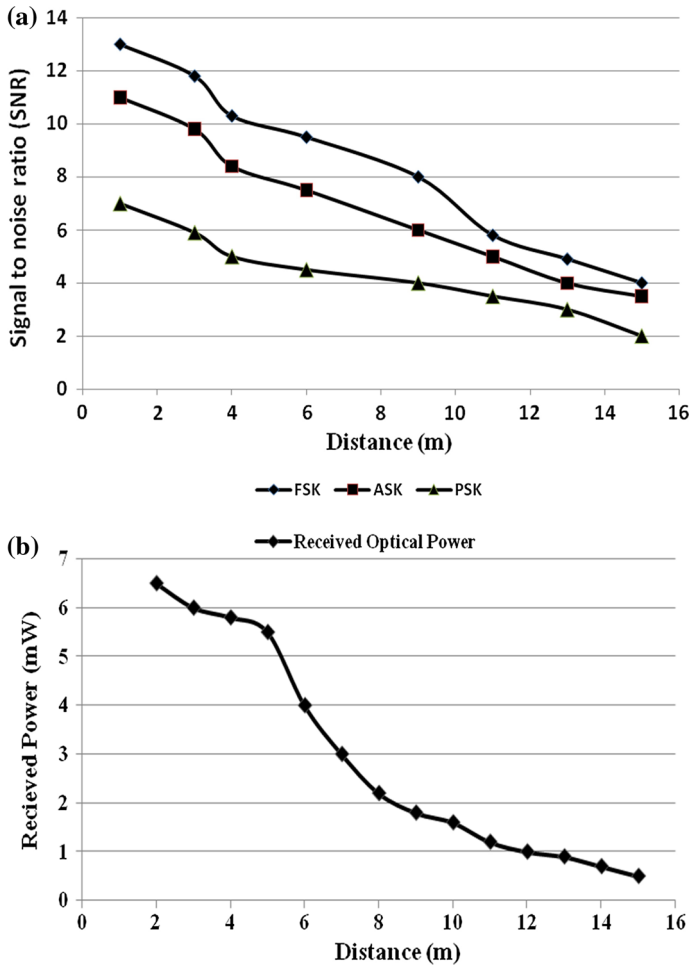 (a)
Signal to noise ratio (SNR)
14
12
10
8
6
4
2
0
0 2 4 6 8 10 12 14 16
Distance (m)
FSK ASK PSK
(b)
Received Optical Power
Recieved Power (mW)
7
6
5
4
3
2
1
0
0 2 4 6 8 10 12 14 16
Distance (m)